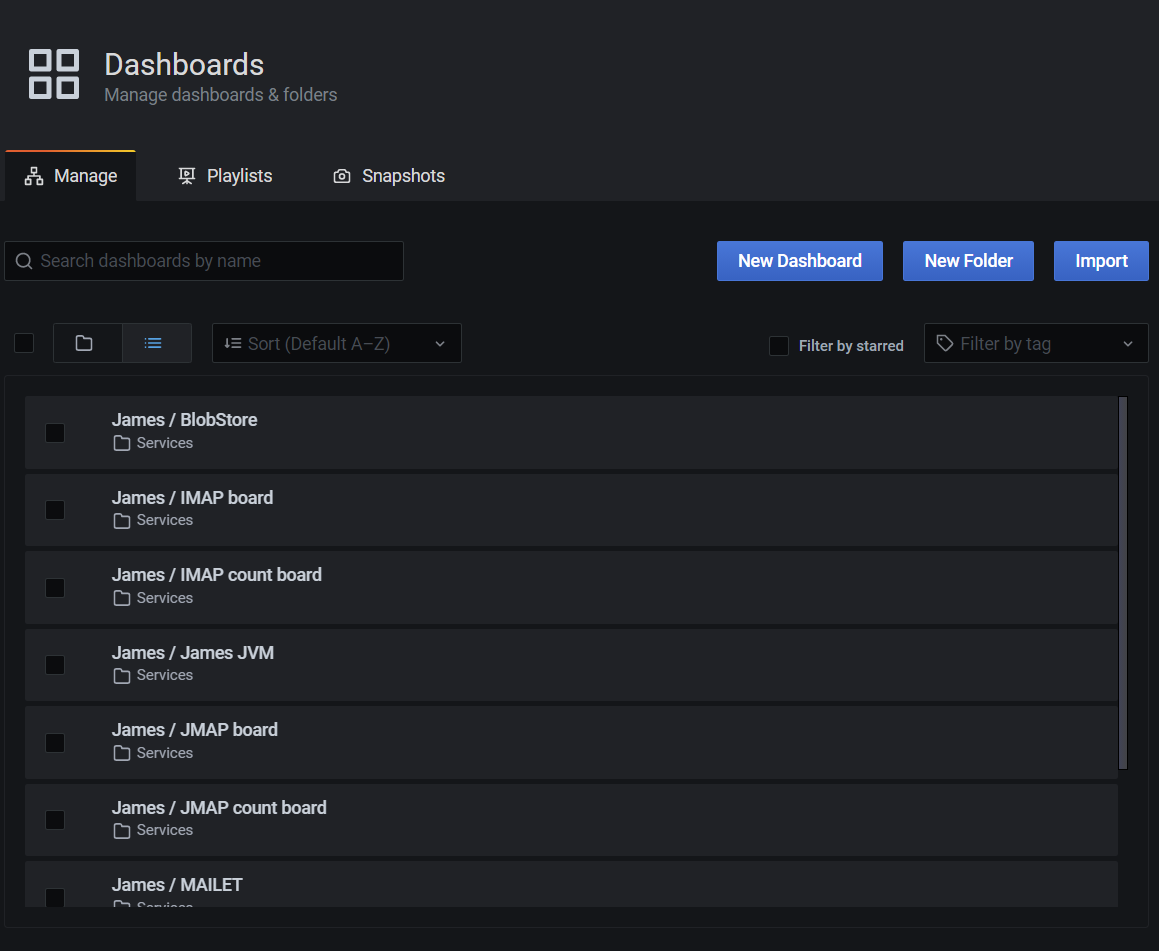 Dashboards
Manage dashboards & folders
Manage
Playlists
Snapshots
Search dashboards by name
New Dashboard
New Folder
Import
Sort (Default A–Z)
Filter by starred
Filter by tag
James / BlobStore
Services
James / IMAP board
Services
James / IMAP count board
Services
James / James JVM
Services
James / JMAP board
Services
James / JMAP count board
Services
James / MAILET
Services